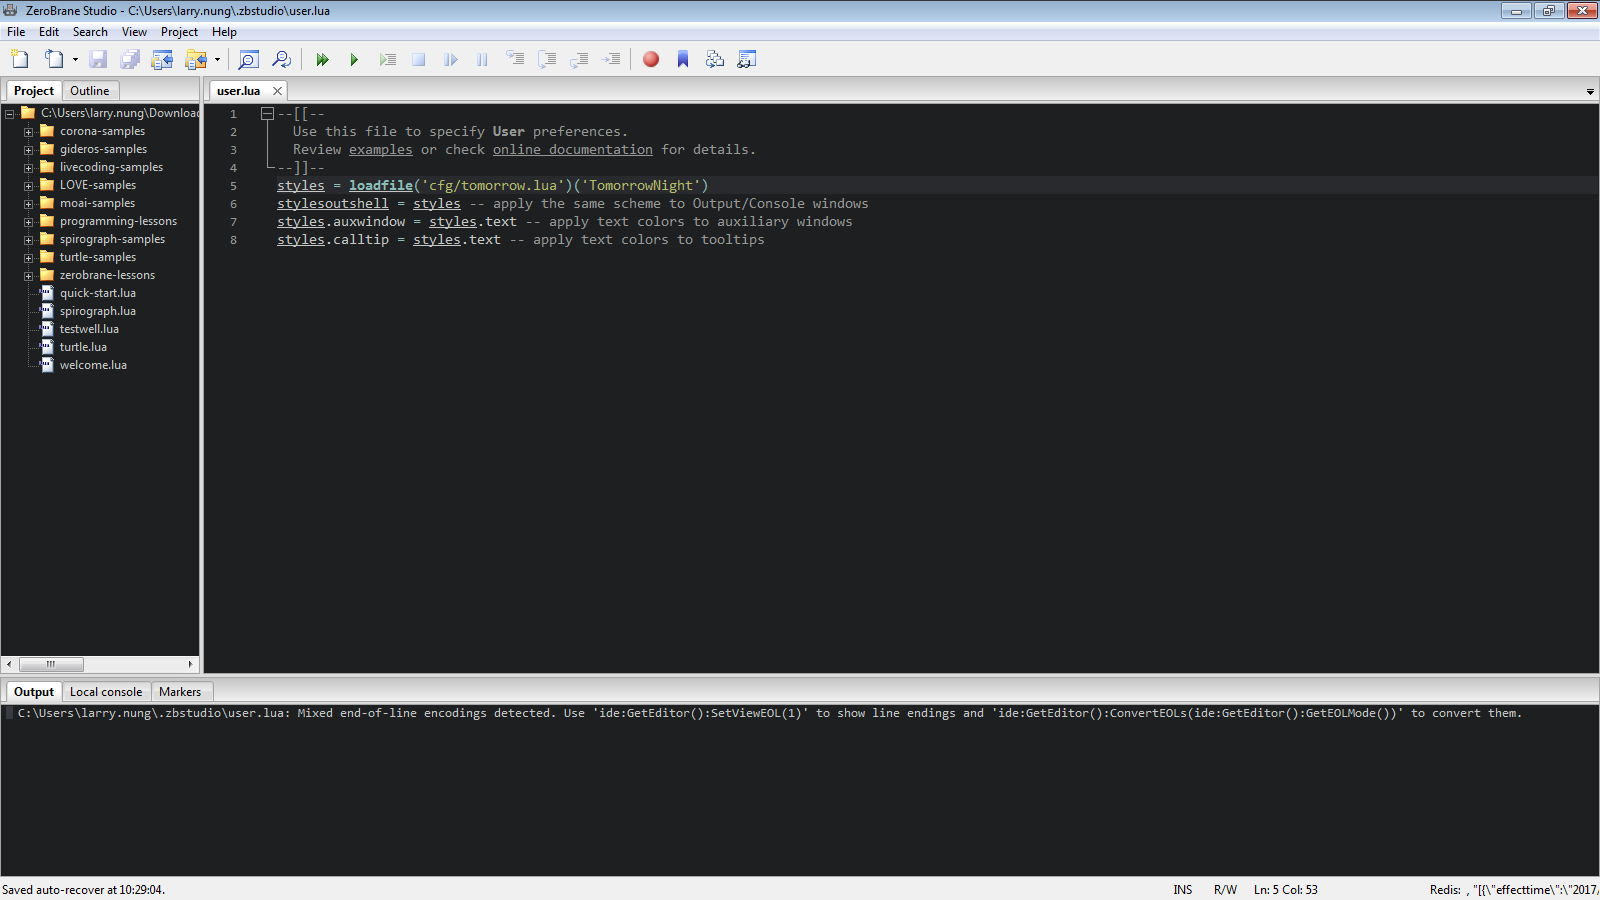 ZeroBrane Studio - C:\Users\larry.nung\.zbstudio\user.lua
File Edit Search View Project Help
Project Outline
user.lua
C:\Users\larry.nung\Downloac
corona-samples
gideros-samples
livecoding-samples
LOVE-samples
moai-samples
programming-lessons
spirograph-samples
turtle-samples
zerobrane-lessons
quick-start.lua
spirograph.lua
testwell.lua
turtle.lua
welcome.lua
1 --[[--
2 Use this file to specify User preferences.
3 Review examples or check online documentation for details.
4 --]]--
5 styles = loadfile('cfg/tomorrow.lua')('TomorrowNight')
6 stylesoutshell = styles -- apply the same scheme to Output/Console windows
7 styles.auxwindow = styles.text -- apply text colors to auxiliary windows
8 styles.calltip = styles.text -- apply text colors to tooltips
Output Local console Markers
C:\Users\larry.nung\.zbstudio\user.lua: Mixed end-of-line encodings detected. Use 'ide:GetEditor():SetViewEOL(1)' to show line endings and 'ide:GetEditor():ConvertEOLs(ide:GetEditor():GetEOLMode())' to convert them.
Saved auto-recover at 10:29:04. INS R/W Ln: 5 Col: 53 Redis: , "[{\"effecttime\":\"2017/